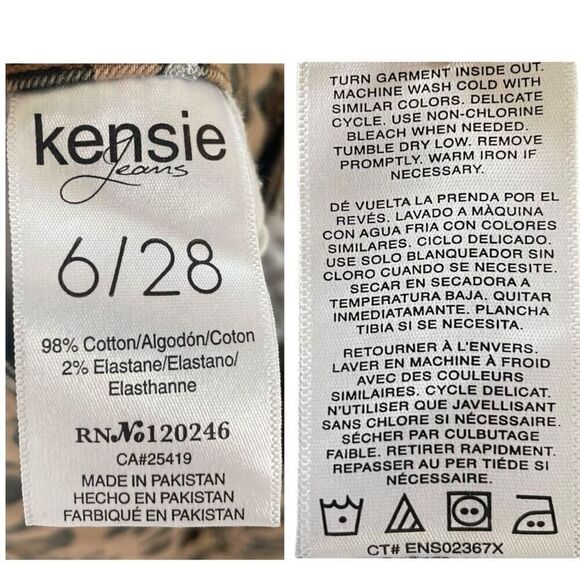 kensie
Jeans
6/28
98% Cotton/Algodón/Coton
2% Elastane/Elastano/
Elasthanne
RN No 120246
CA#25419
MADE IN PAKISTAN
HECHO EN PAKISTAN
FARBIQUÉ EN PAKISTAN
TURN GARMENT INSIDE OUT.
MACHINE WASH COLD WITH
SIMILAR COLORS. DELICATE
CYCLE. USE NON-CHLORINE
BLEACH WHEN NEEDED.
TUMBLE DRY LOW. REMOVE
PROMPTLY. WARM IRON IF
NECESSARY.
DÉ VUELTA LA PRENDA POR EL
REVÉS. LAVADO A MÀQUINA
CON AGUA FRIA CON COLORES
SIMILARES. CICLO DELICADO.
USE SOLO BLANQUEADOR SIN
CLORO CUANDO SE NECESITE.
SECAR EN SECADORA A
TEMPERATURA BAJA. QUITAR
INMEDIATAMENTE. PLANCHA
TIBIA SI SE NECESITA.
RETOURNER À L'ENVERS.
LAVER EN MACHINE À FROID
AVEC DES COULEURS
SIMILAIRES. CYCLE DELICAT.
N'UTILISER QUE JAVELLISANT
SANS CHLORE SI NÉCESSAIRE.
SÉCHER PAR CULBUTAGE
FAIBLE. RETIRER RAPIDMENT.
REPASSER AU FER TIÉDE SI
NÉCESSAIRE.
CT# ENS02367X